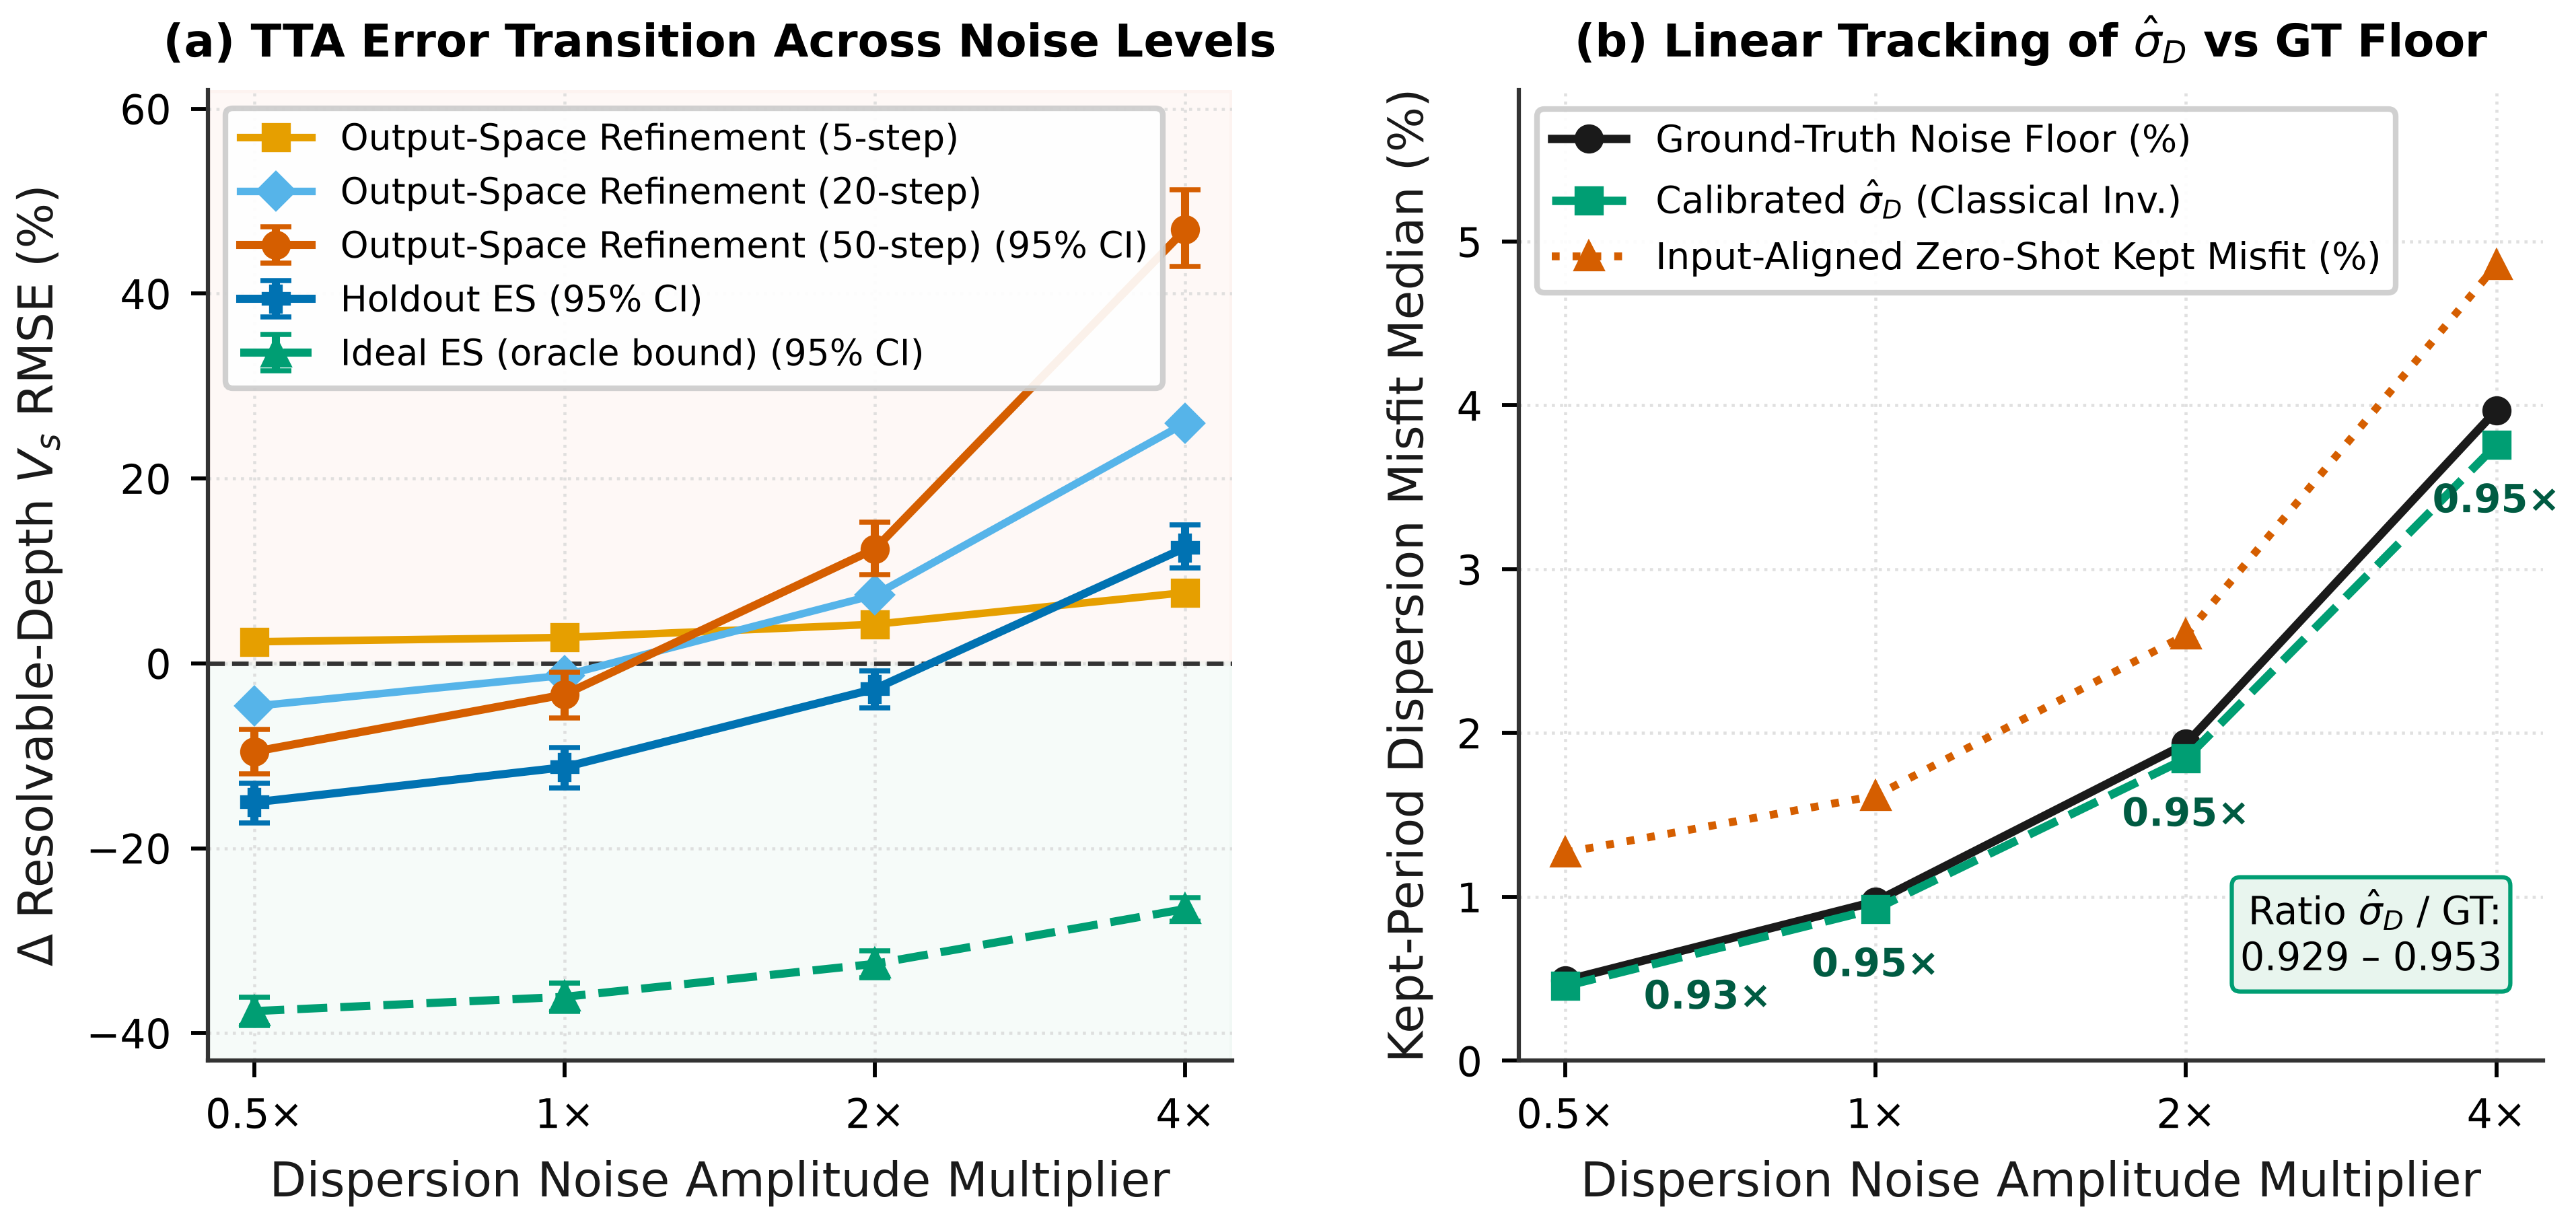 (a) TTA Error Transition Across Noise Levels
Δ Resolvable-Depth Vₛ RMSE (%)
60
40
20
0
−20
−40
Output-Space Refinement (5-step)
Output-Space Refinement (20-step)
Output-Space Refinement (50-step) (95% CI)
Holdout ES (95% CI)
Ideal ES (oracle bound) (95% CI)
0.5×
1×
2×
4×
Dispersion Noise Amplitude Multiplier
(b) Linear Tracking of σ̂_D vs GT Floor
Kept-Period Dispersion Misfit Median (%)
5
4
3
2
1
0
Ground-Truth Noise Floor (%)
Calibrated σ̂_D (Classical Inv.)
Input-Aligned Zero-Shot Kept Misfit (%)
0.95×
0.95×
0.95×
0.93×
Ratio σ̂_D / GT:
0.929 – 0.953
0.5×
1×
2×
4×
Dispersion Noise Amplitude Multiplier